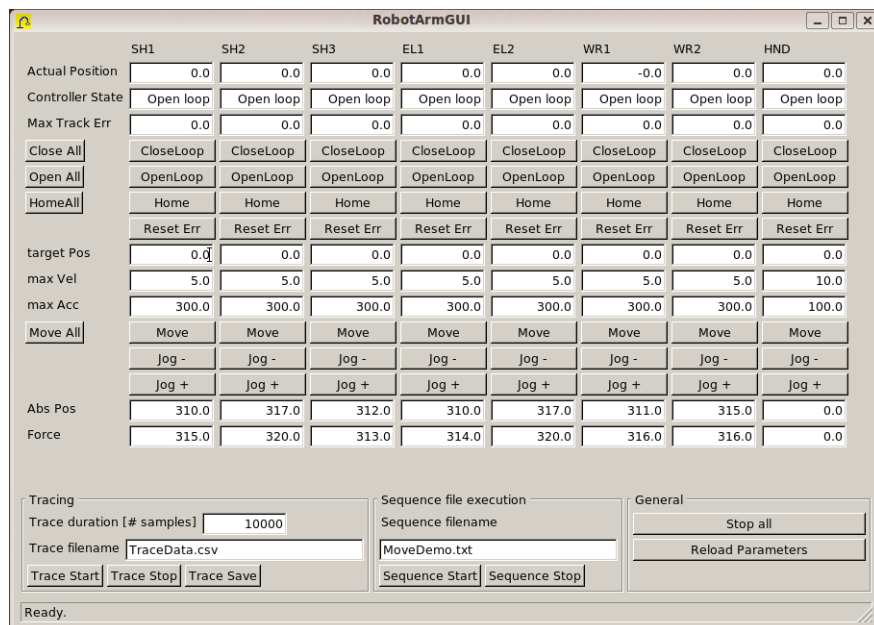 RobotArmGUI
SH1 SH2 SH3 EL1 EL2 WR1 WR2 HND
Actual Position 0.0 0.0 0.0 0.0 0.0 -0.0 0.0 0.0
Controller State Open loop Open loop Open loop Open loop Open loop Open loop Open loop Open loop
Max Track Err 0.0 0.0 0.0 0.0 0.0 0.0 0.0 0.0
Close All CloseLoop CloseLoop CloseLoop CloseLoop CloseLoop CloseLoop CloseLoop CloseLoop
Open All OpenLoop OpenLoop OpenLoop OpenLoop OpenLoop OpenLoop OpenLoop OpenLoop
HomeAll Home Home Home Home Home Home Home Home
Reset Err Reset Err Reset Err Reset Err Reset Err Reset Err Reset Err Reset Err
target Pos 0.0 0.0 0.0 0.0 0.0 0.0 0.0 0.0
max Vel 5.0 5.0 5.0 5.0 5.0 5.0 5.0 10.0
max Acc 300.0 300.0 300.0 300.0 300.0 300.0 300.0 100.0
Move All Move Move Move Move Move Move Move Move
Jog - Jog - Jog - Jog - Jog - Jog - Jog - Jog -
Jog + Jog + Jog + Jog + Jog + Jog + Jog + Jog +
Abs Pos 310.0 317.0 312.0 310.0 317.0 311.0 315.0 0.0
Force 315.0 320.0 313.0 314.0 320.0 316.0 316.0 0.0
Tracing
Trace duration [# samples] 10000
Trace filename TraceData.csv
Trace Start Trace Stop Trace Save
Sequence file execution
Sequence filename
MoveDemo.txt
Sequence Start Sequence Stop
General
Stop all
Reload Parameters
Ready.